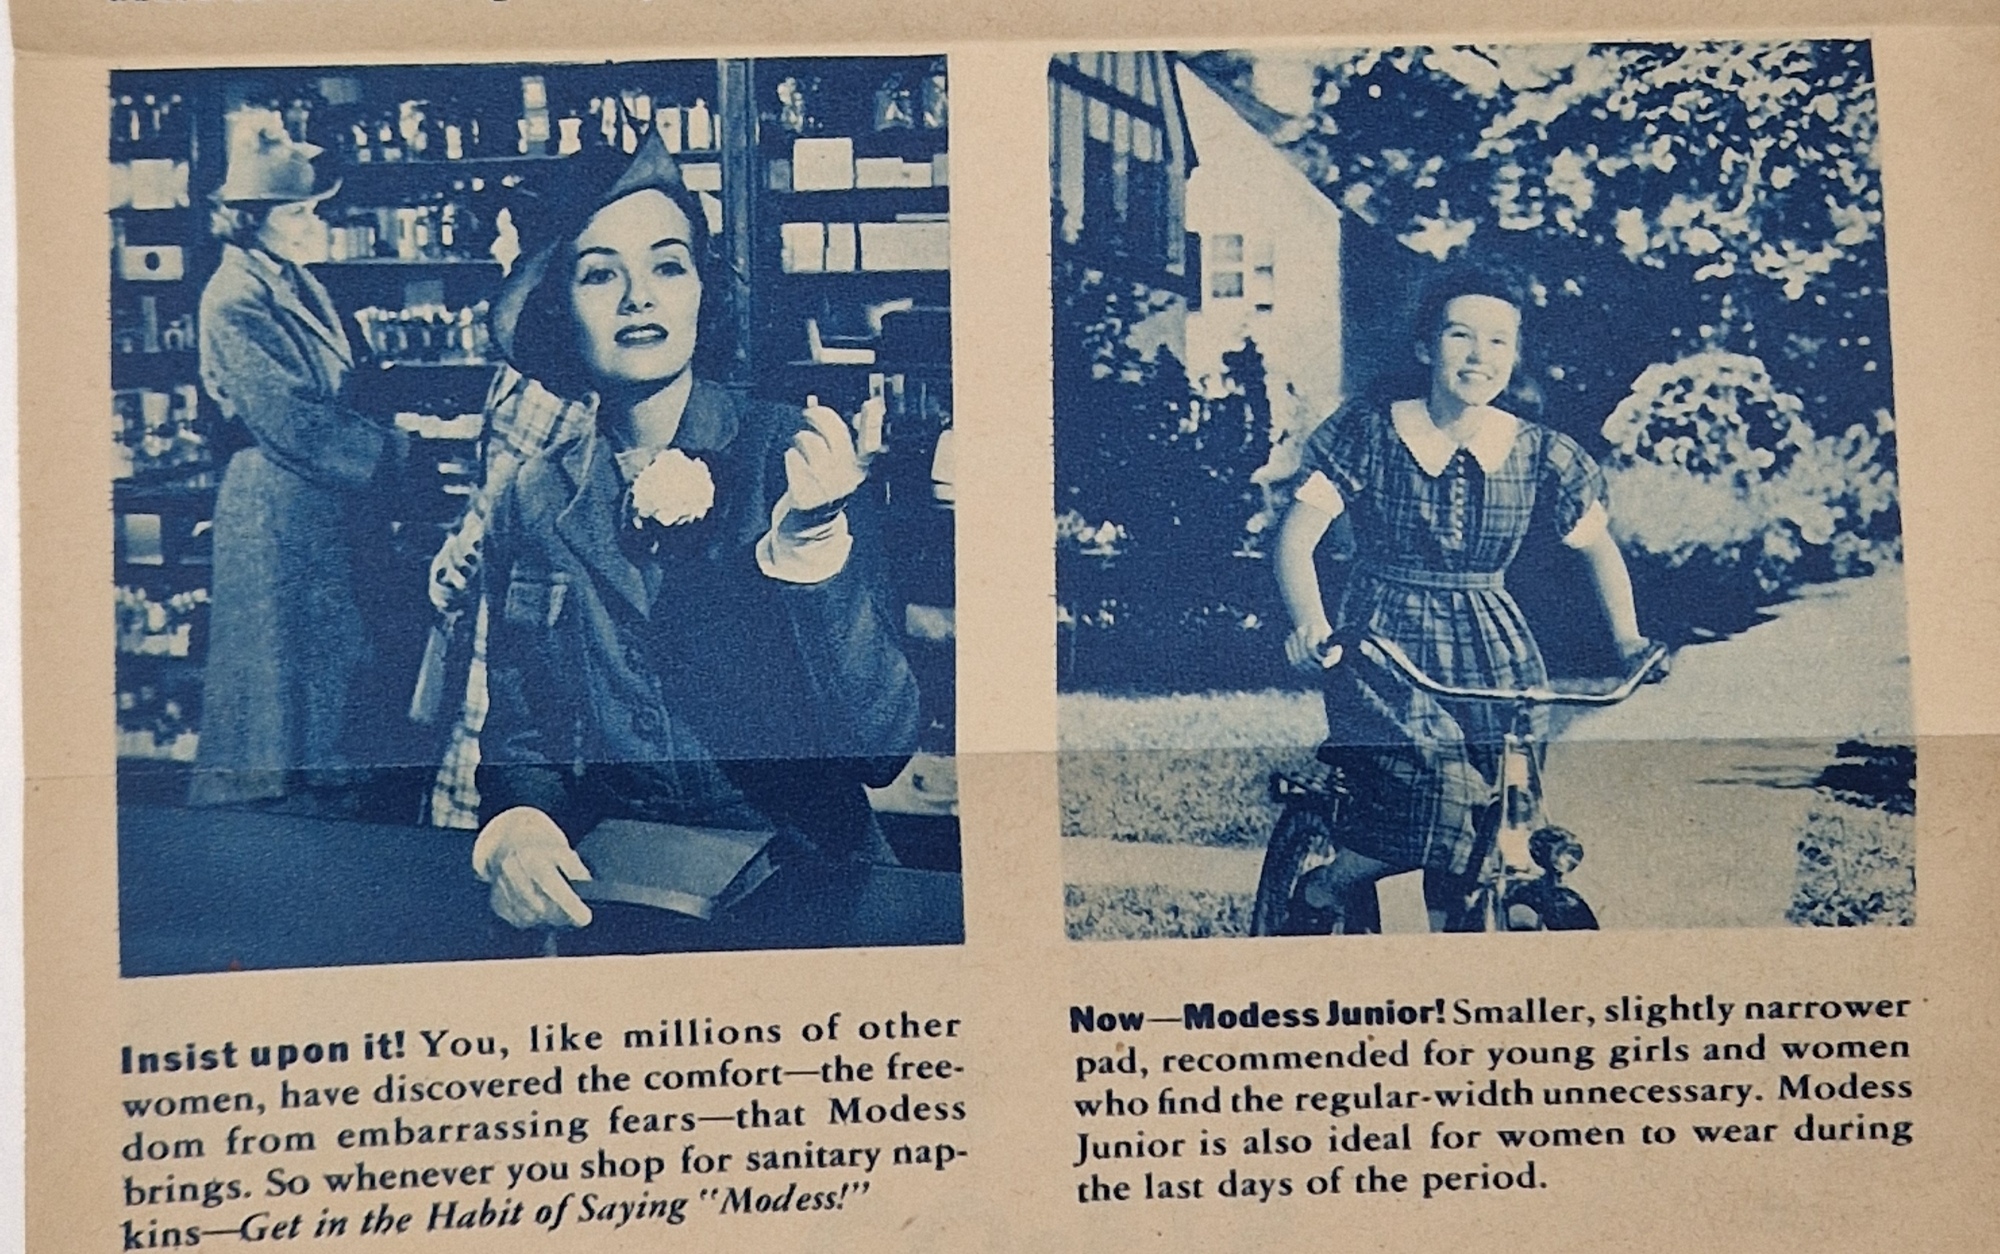 Insist upon it! You, like millions of other
women, have discovered the comfort—the free-
dom from embarrassing fears—that Modess
brings. So whenever you shop for sanitary nap-
kins—Get in the Habit of Saying "Modess!"
Now—Modess Junior! Smaller, slightly narrower
pad, recommended for young girls and women
who find the regular-width unnecessary. Modess
Junior is also ideal for women to wear during
the last days of the period.